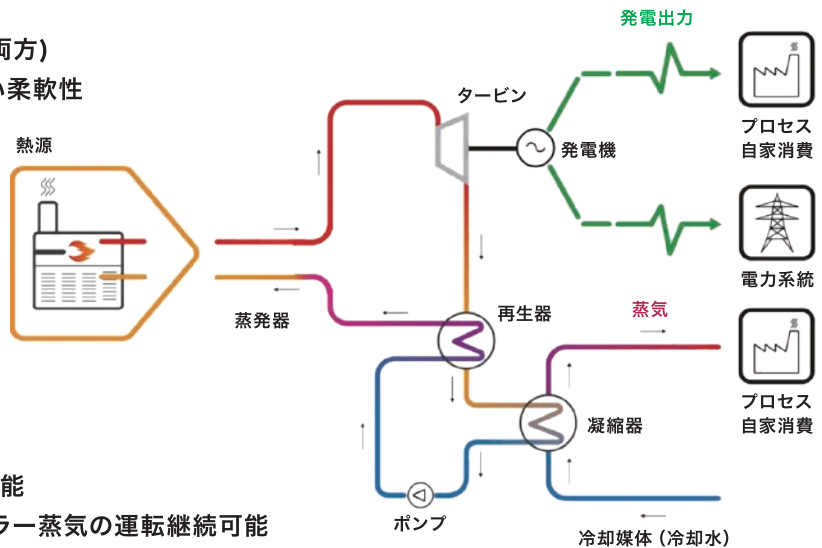 両方)
い柔軟性
熱源
発電出力
タービン
発電機
プロセス
自家消費
電力系統
蒸発器
再生器
蒸気
プロセス
自家消費
凝縮器
ポンプ
冷却媒体 (冷却水)
能
ラー蒸気の運転継続可能